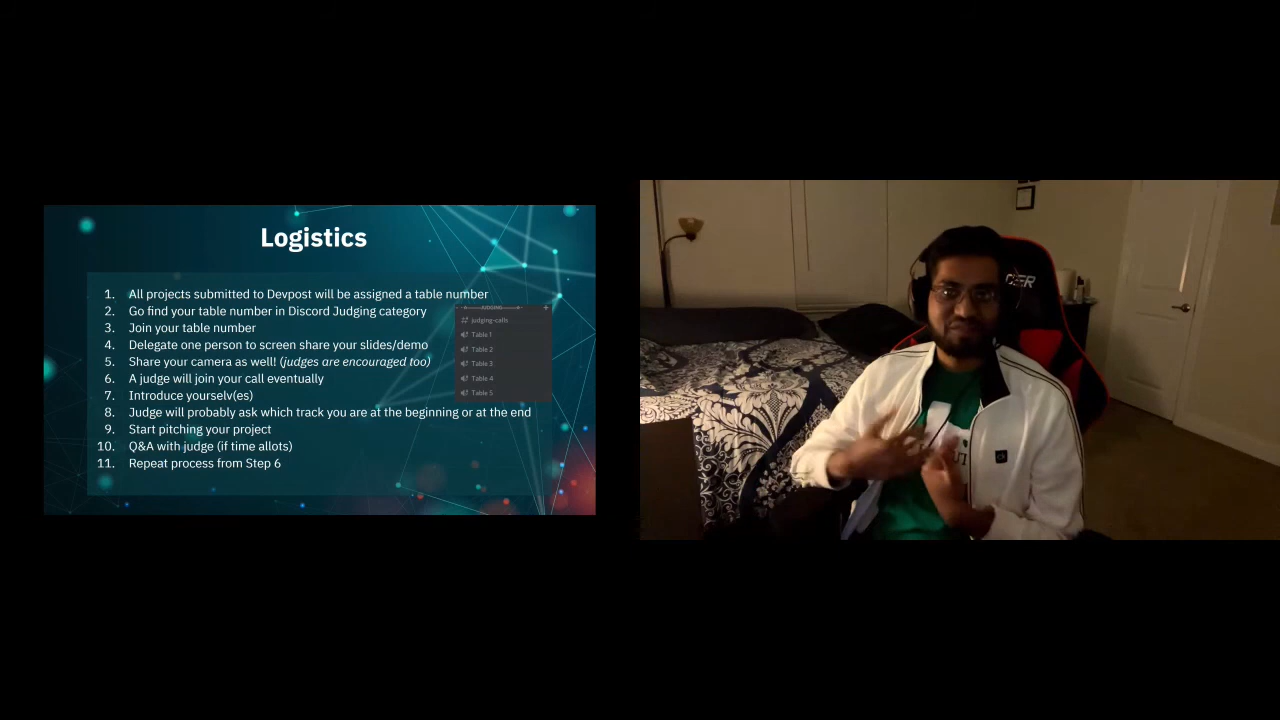 Logistics
1. All projects submitted to Devpost will be assigned a table number
2. Go find your table number in Discord Judging category
3. Join your table number
4. Delegate one person to screen share your slides/demo
5. Share your camera as well! (judges are encouraged too)
6. A judge will join your call eventually
7. Introduce yourselv(es)
8. Judge will probably ask which track you are at the beginning or at the end
9. Start pitching your project
10. Q&A with judge (if time allots)
11. Repeat process from Step 6
JUDGING
judging-calls
Table 1
Table 2
Table 3
Table 4
Table 5